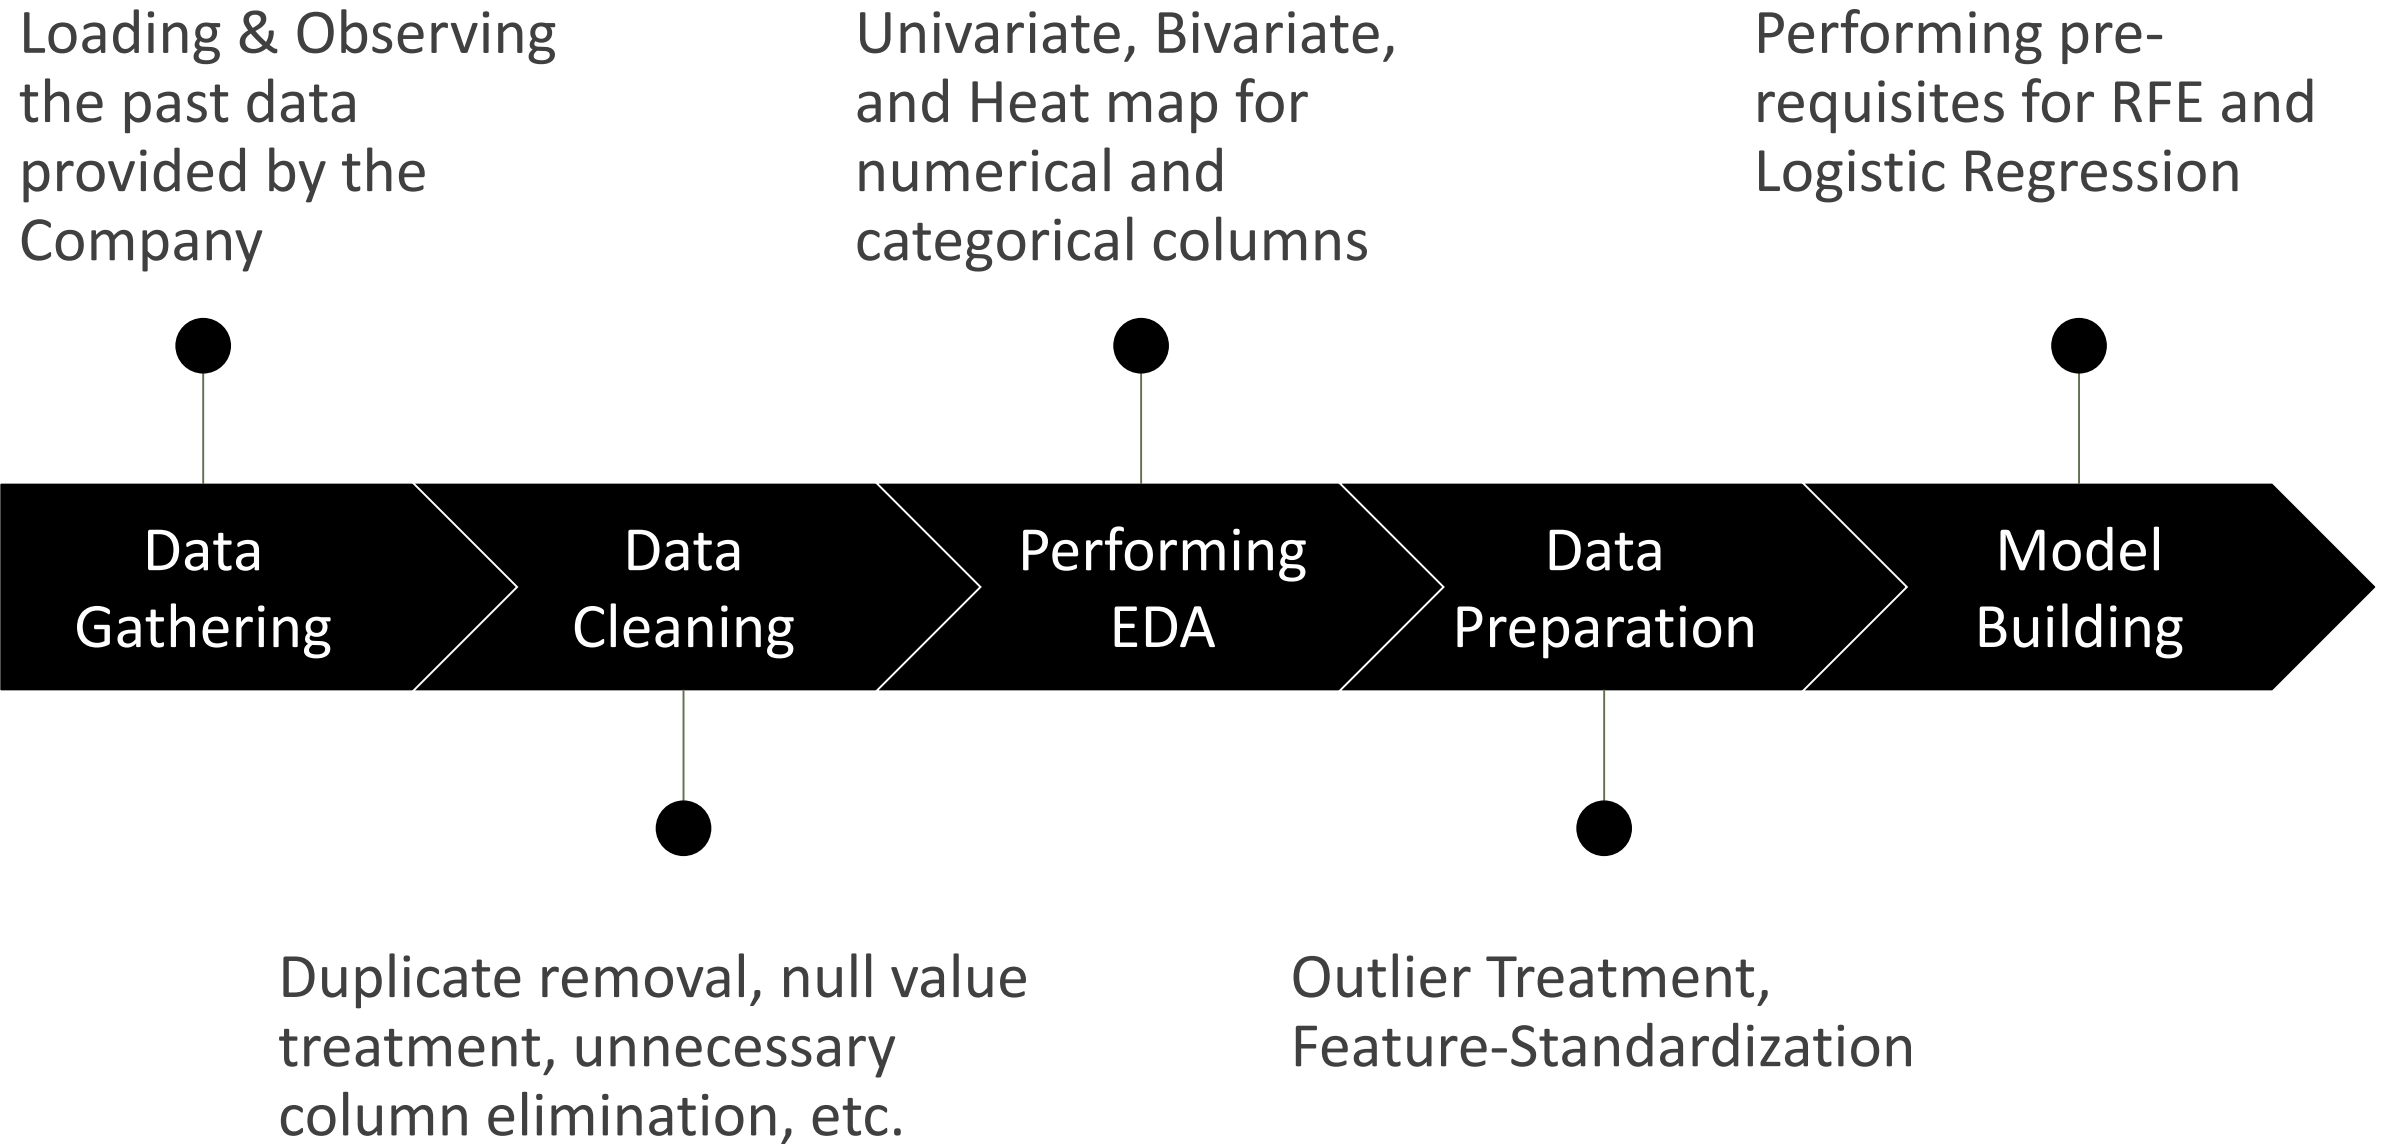 Loading & Observing
the past data
provided by the
Company
Univariate, Bivariate,
and Heat map for
numerical and
categorical columns
Performing pre-
requisites for RFE and
Logistic Regression
Data
Gathering
Data
Cleaning
Performing
EDA
Data
Preparation
Model
Building
Duplicate removal, null value
treatment, unnecessary
column elimination, etc.
Outlier Treatment,
Feature-Standardization